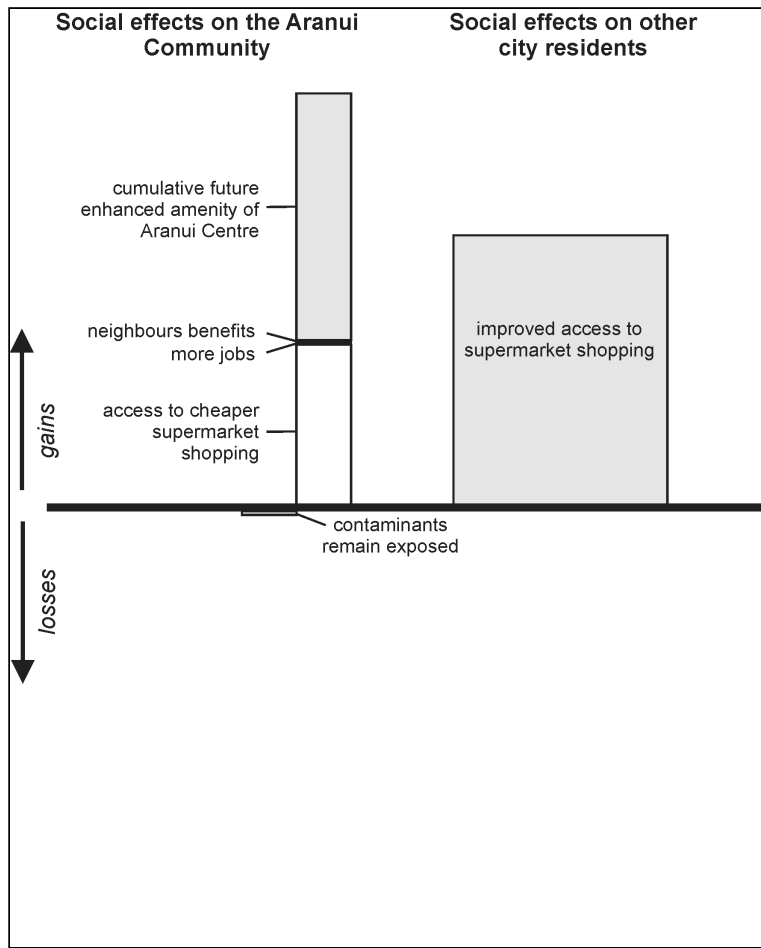 Social effects on the Aranui
Community
Social effects on other
city residents
cumulative future
enhanced amenity of
Aranui Centre
neighbours benefits
more jobs
access to cheaper
supermarket
shopping
improved access to
supermarket shopping
gains
contaminants
remain exposed
losses